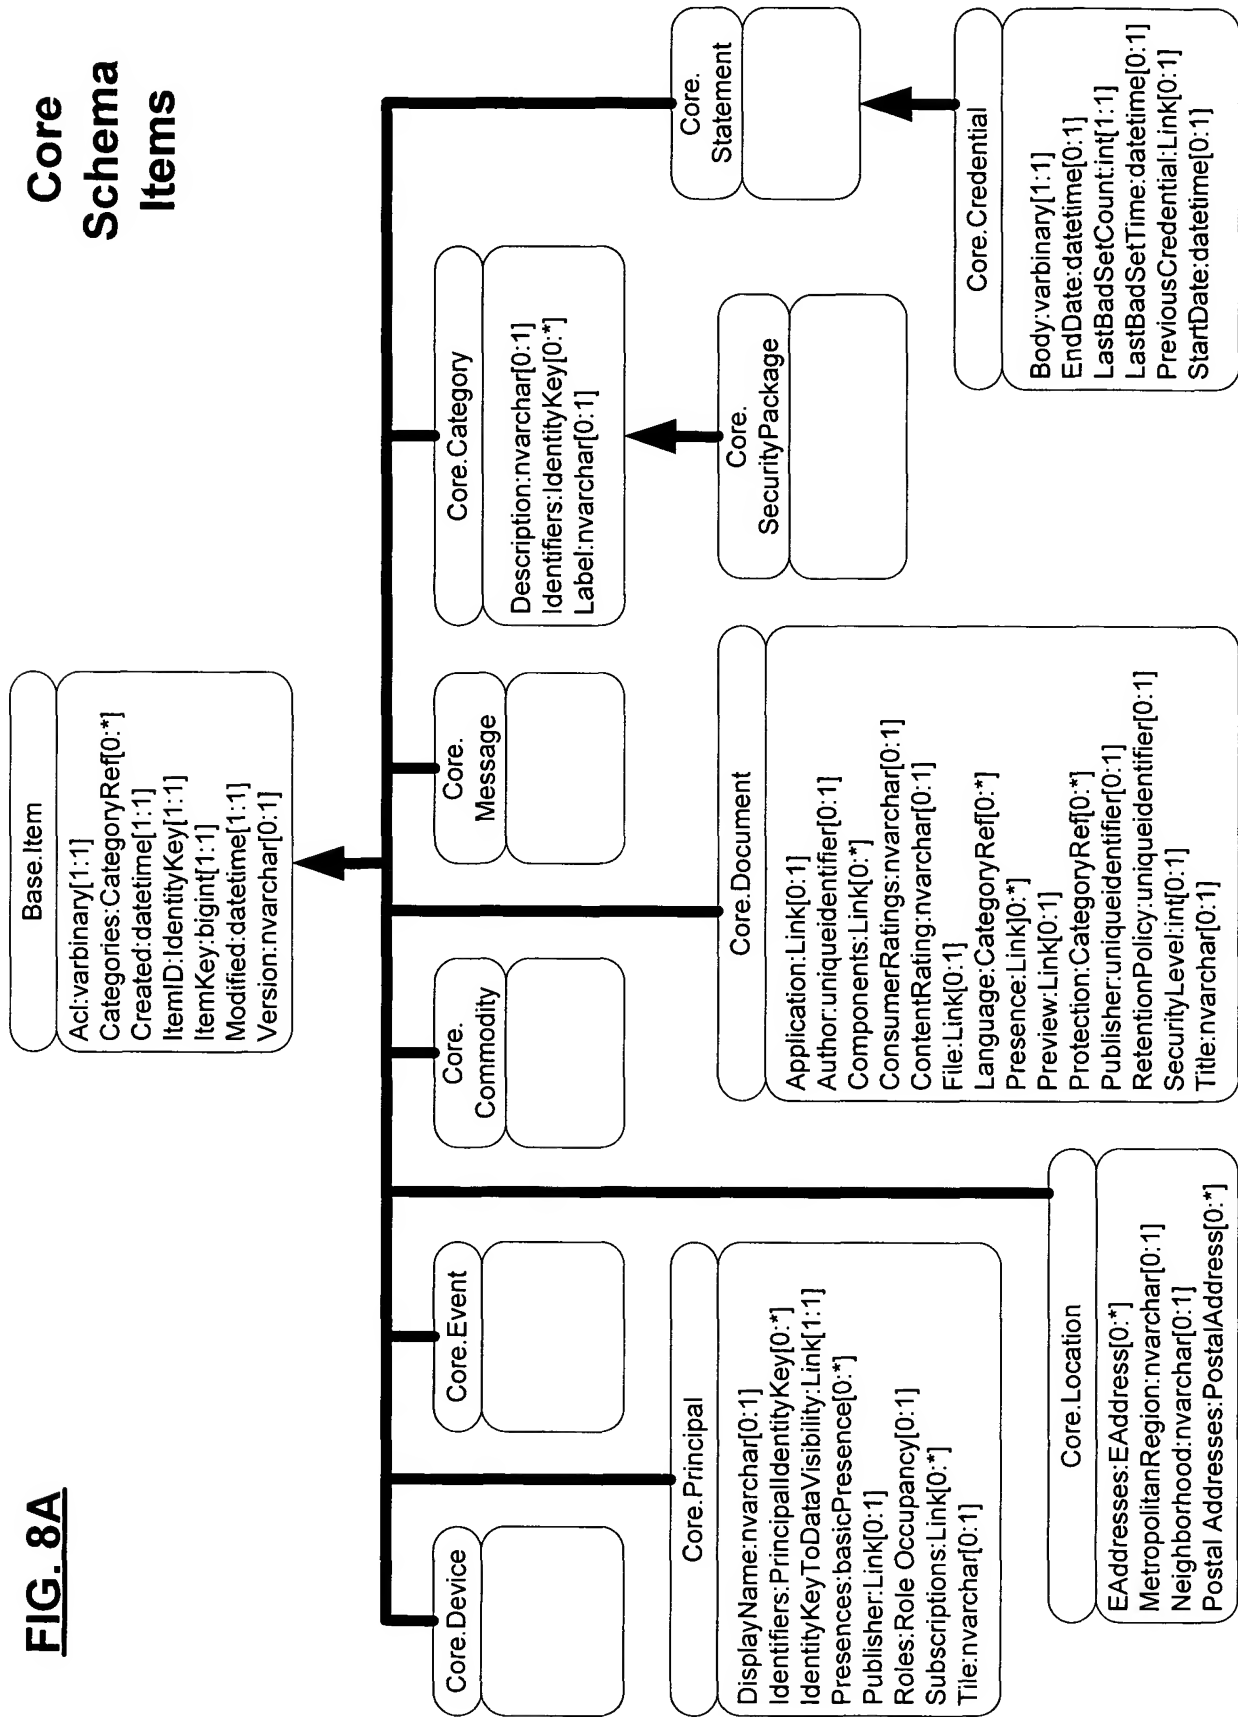 FIG. 8A
Core
Schema
Items
Base.Item
Acl:varbinary[1:1]
Categories:CategoryRef[0:*]
Created:datetime[1:1]
ItemID:IdentityKey[1:1]
ItemKey:bigint[1:1]
Modified:datetime[1:1]
Version:nvarchar[0:1]
Core.Device
Core.Event
Core.
Commodity
Core.
Message
Core.Category
Description:nvarchar[0:1]
Identifiers:IdentityKey[0:*]
Label:nvarchar[0:1]
Core.
Statement
Core.Principal
DisplayName:nvarchar[0:1]
Identifiers:PrincipalIdentityKey[0:*]
IdentityKeyToDataVisibility:Link[1:1]
Presences:basicPresence[0:*]
Publisher:Link[0:1]
Roles:Role Occupancy[0:1]
Subscriptions:Link[0:*]
Tile:nvarchar[0:1]
Core.Document
Application:Link[0:1]
Author:uniqueidentifier[0:1]
Components:Link[0:*]
ConsumerRatings:nvarchar[0:1]
ContentRating:nvarchar[0:1]
File:Link[0:1]
Language:CategoryRef[0:*]
Presence:Link]0:*]
Preview:Link[0:1]
Protection:CategoryRef[0:*]
Publisher:uniqueidentifier[0:1]
RetentionPolicy:uniqueidentifier[0:1]
SecurityLevel:int[0:1]
Title:nvarchar[0:1]
Core.
SecurityPackage
Core.Credential
Body:varbinary[1:1]
EndDate:datetime[0:1]
LastBadSetCount:int[1:1]
LastBadSetTime:datetime[0:1]
PreviousCredential:Link[0:1]
StartDate:datetime[0:1]
Core.Location
EAddresses:EAddress[0:*]
MetropolitanRegion:nvarchar[0:1]
Neighborhood:nvarchar[0:1]
Postal Addresses:PostalAddress[0:*]